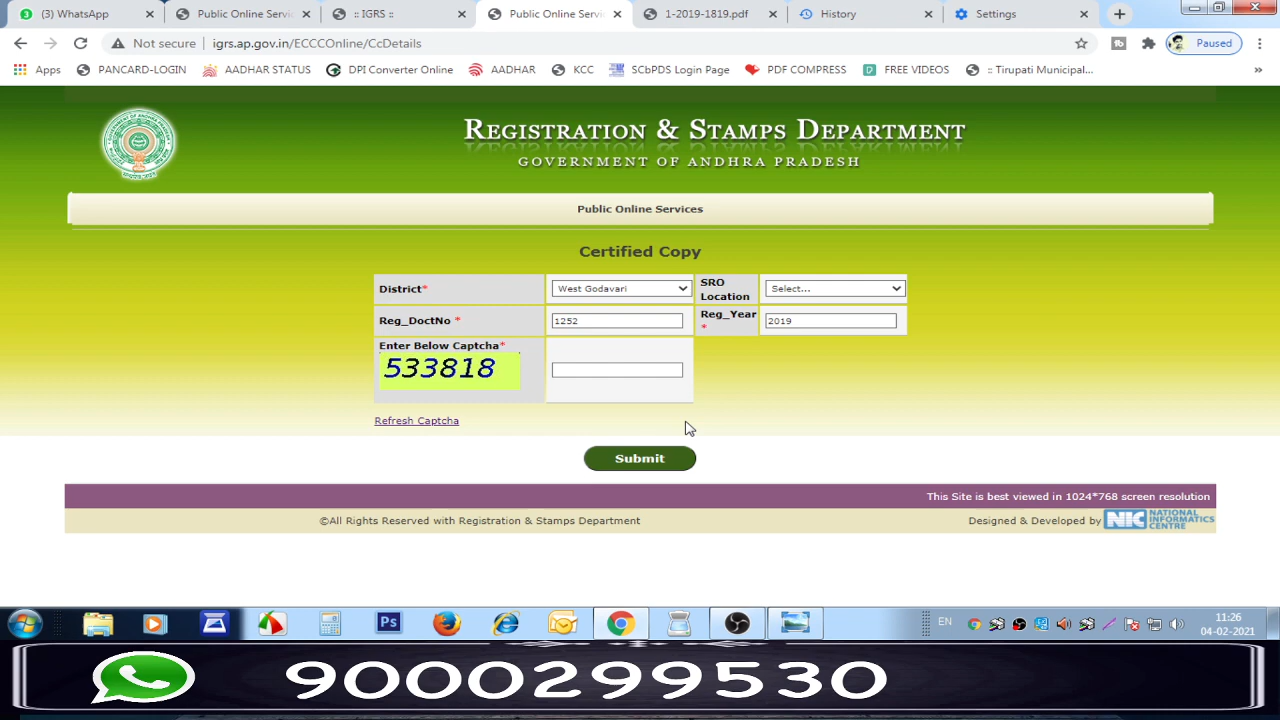 (3) WhatsApp
Public Online Servic
:: IGRS ::
Public Online Servic
1-2019-1819.pdf
History
Settings
Not secure
igrs.ap.gov.in/ECCCOnline/CcDetails
Paused
Apps
PANCARD-LOGIN
AADHAR STATUS
DPI Converter Online
AADHAR
KCC
SCbPDS Login Page
PDF COMPRESS
FREE VIDEOS
:: Tirupati Municipal...
»
REGISTRATION & STAMPS DEPARTMENT
GOVERNMENT OF ANDHRA PRADESH
Public Online Services
Certified Copy
District*
West Godavari
SRO Location
Select...
Reg_DoctNo *
1252
Reg_Year *
2019
Enter Below Captcha*
533818
Refresh Captcha
Submit
This Site is best viewed in 1024*768 screen resolution
©All Rights Reserved with Registration & Stamps Department
Designed & Developed by
NIC NATIONAL INFORMATICS CENTRE
Ps
EN
11:26
04-02-2021
9000299530